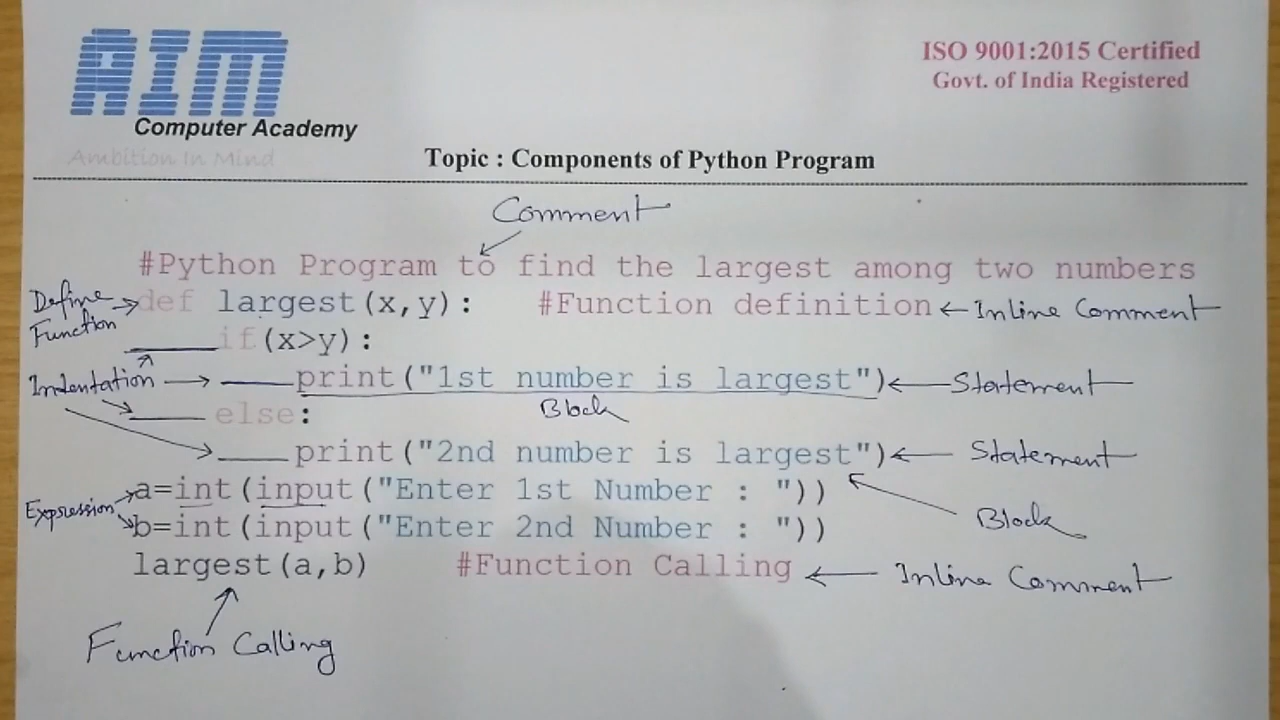 AIM
Computer Academy
Ambition In Mind
ISO 9001:2015 Certified
Govt. of India Registered
Topic : Components of Python Program
Comment
#Python Program to find the largest among two numbers
Define Function
def largest(x,y): #Function definition
Inline Comment
if(x>y):
Indentation
print("1st number is largest")
Statement
Block
else:
print("2nd number is largest")
Statement
Expression
a=int(input("Enter 1st Number : "))
Block
b=int(input("Enter 2nd Number : "))
largest(a,b) #Function Calling
Inline Comment
Function Calling